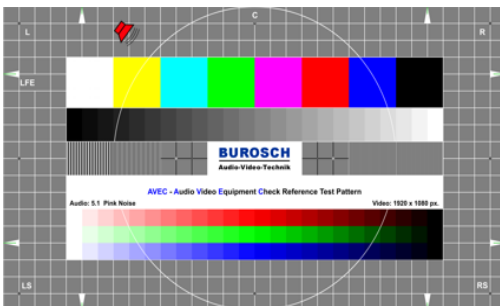 L
C
R
LFE
BUROSCH
Audio-Video-Technik
AVEC - Audio Video Equipment Check Reference Test Pattern
Audio: 5.1 Pink Noise
Video: 1920 x 1080 px.
LS
RS